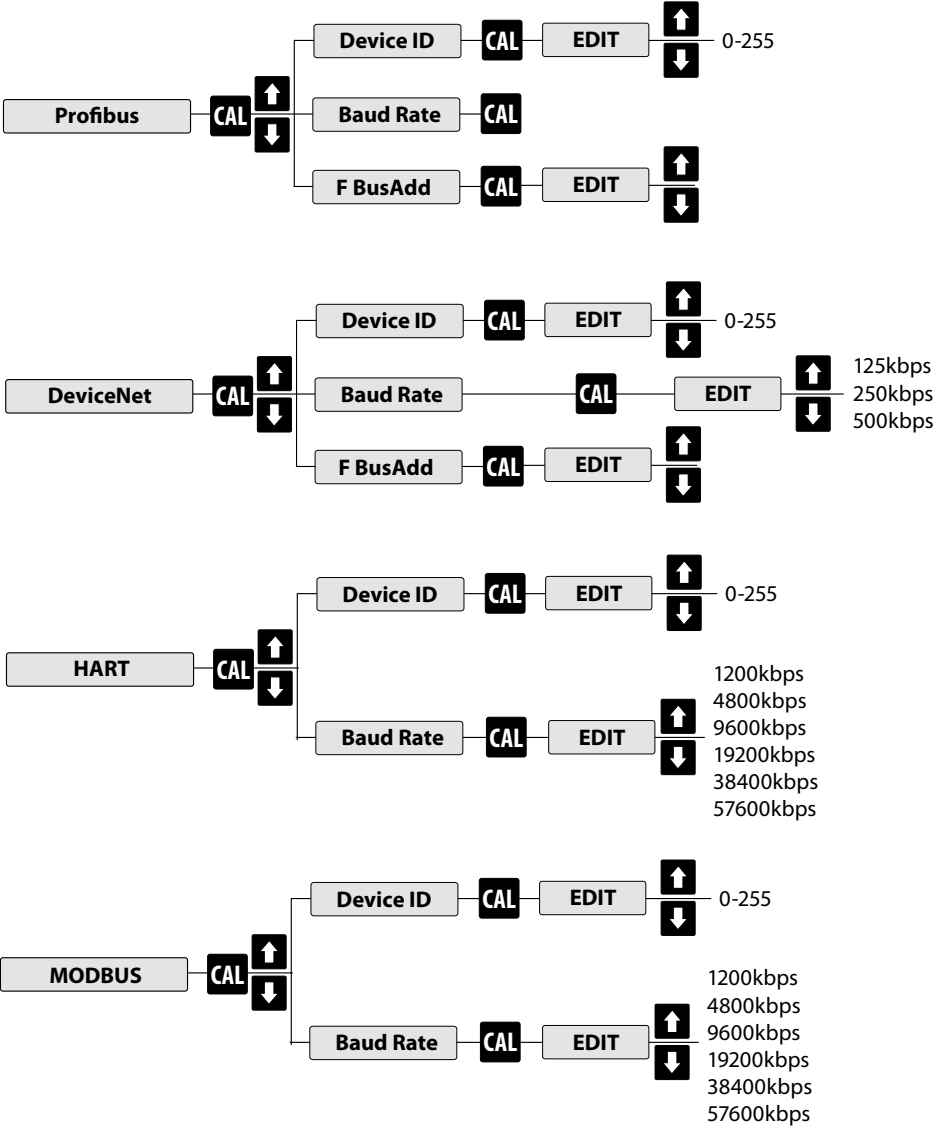 Device ID CAL EDIT 0-255
Profibus CAL Baud Rate CAL
F BusAdd CAL EDIT
Device ID CAL EDIT 0-255
DeviceNet CAL Baud Rate CAL EDIT 125kbps
250kbps
500kbps
F BusAdd CAL EDIT
Device ID CAL EDIT 0-255
HART CAL
Baud Rate CAL EDIT 1200kbps
4800kbps
9600kbps
19200kbps
38400kbps
57600kbps
Device ID CAL EDIT 0-255
MODBUS CAL
Baud Rate CAL EDIT 1200kbps
4800kbps
9600kbps
19200kbps
38400kbps
57600kbps